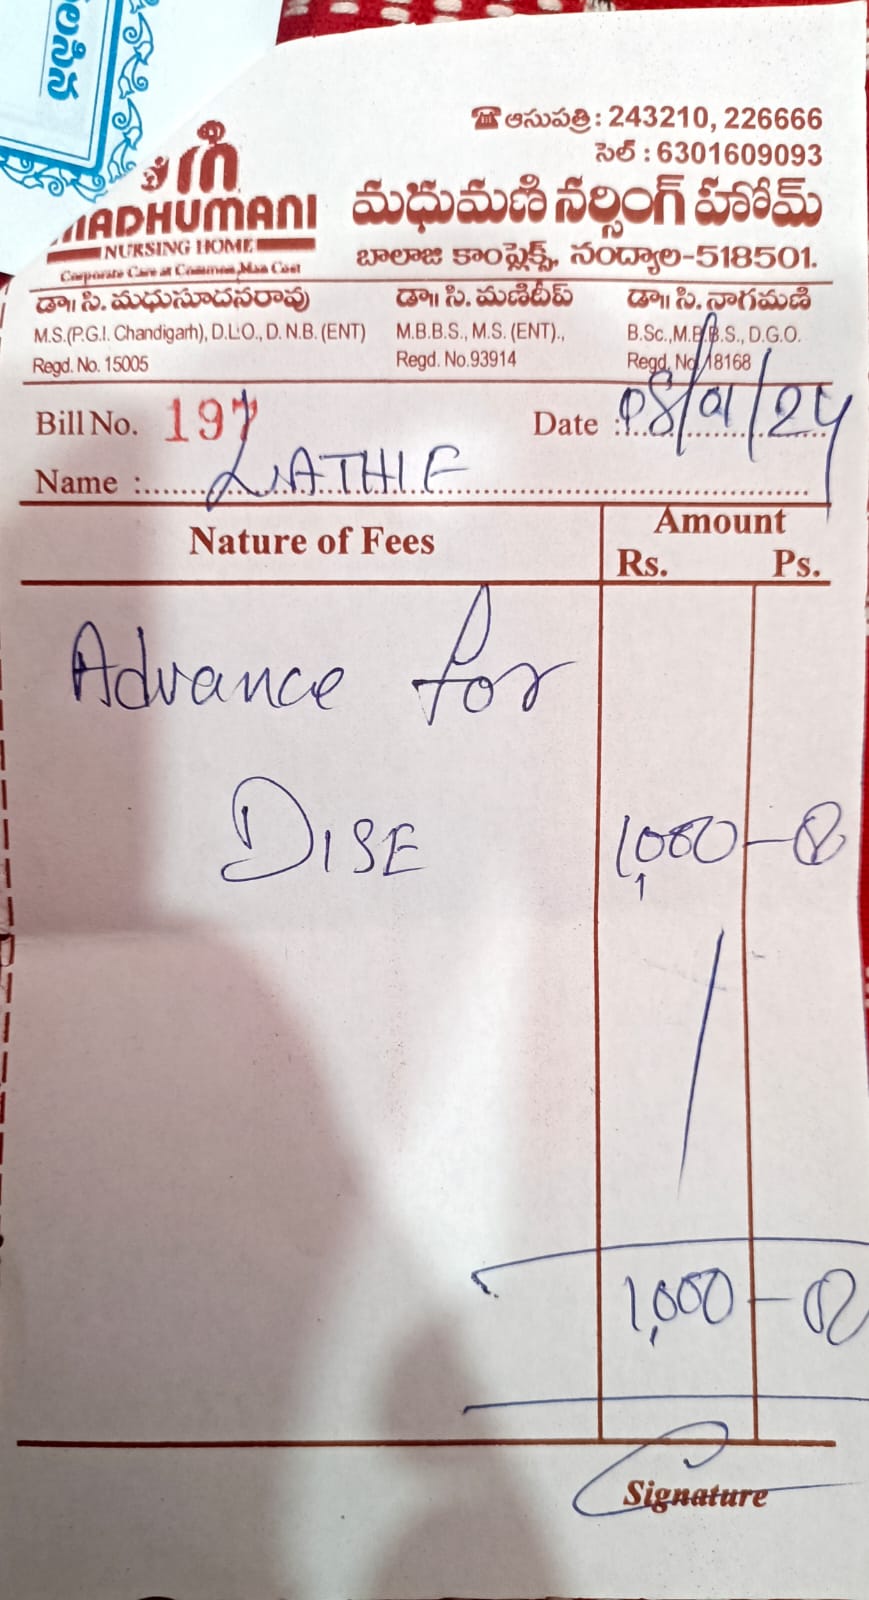 లసిన
☎ ఆసుపత్రి : 243210, 226666
సెల్ : 6301609093
MADHUMANI
NURSING HOME
Corporate Care at Common Man Cost
మధుమణి నర్సింగ్ హోమ్
బాలాజి కాంప్లెక్స్, నంద్యాల-518501.
డా॥ సి. మధుసూదనరావు
M.S.(P.G.I. Chandigarh), D.L.O., D. N.B. (ENT)
Regd. No. 15005
డా॥ సి. మణిదీప్
M.B.B.S., M.S. (ENT).,
Regd. No.93914
డా॥ సి. నాగమణి
B.Sc.,M.B.B.S., D.G.O.
Regd. No. 18168
Bill No. 197 Date : 08/01/24
Name : LATHIF
Nature of Fees Amount
Rs. Ps.
Advance for
DISE 1,000 - 00
1,000 - 00
Signature